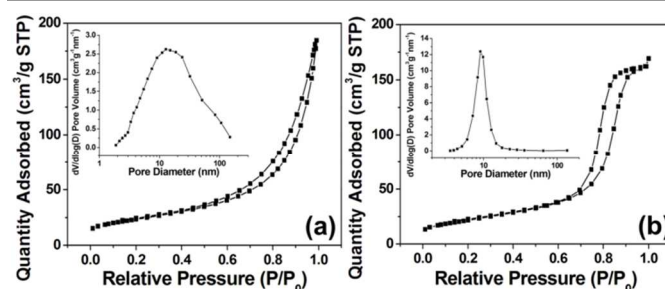 200
150
100
50
0
0.0 0.2 0.4 0.6 0.8 1.0
Quantity Adsorbed (cm³/g STP)
Relative Pressure (P/P₀)
(a)
3.0
2.5
2.0
1.5
1.0
0.5
0.0
1 10 100
dV/dlog(D) Pore Volume (cm³g⁻¹nm⁻¹)
Pore Diameter (nm)
200
150
100
50
0
0.0 0.2 0.4 0.6 0.8 1.0
Quantity Adsorbed (cm³/g STP)
Relative Pressure (P/P₀)
(b)
14
12
10
8
6
4
2
0
1 10 100
dV/dlog(D) Pore Volume (cm³g⁻¹nm⁻¹)
Pore Diameter (nm)